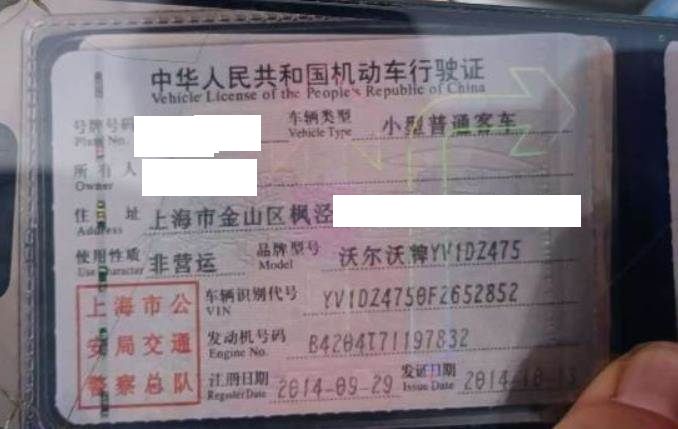 中华人民共和国机动车行驶证
Vehicle License of the People's Republic of China
号牌号码
Plate No.
车辆类型 小型普通客车
Vehicle Type
所有人
Owner
住址 上海市金山区枫泾
Address
使用性质 非营运
Use Character
品牌型号 沃尔沃牌YV1DZ475
Model
上海市公
安局交通
警察总队
车辆识别代号 YV1DZ4750F2652852
VIN
发动机号码 B4204T71197832
Engine No.
注册日期 2014-09-29
Register Date
发证日期 2014-10-13
Issue Date